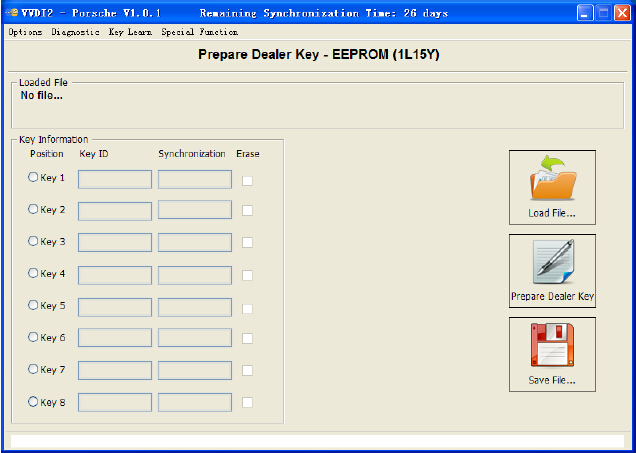 VVDI2 - Porsche V1.0.1 Remaining Synchronization Time: 26 days
Options Diagnostic Key Learn Special Function
Prepare Dealer Key - EEPROM (1L15Y)
Loaded File
No file...
Key Information
Position Key ID Synchronization Erase
Key 1
Key 2
Key 3
Key 4
Key 5
Key 6
Key 7
Key 8
Load File...
Prepare Dealer Key
Save File...